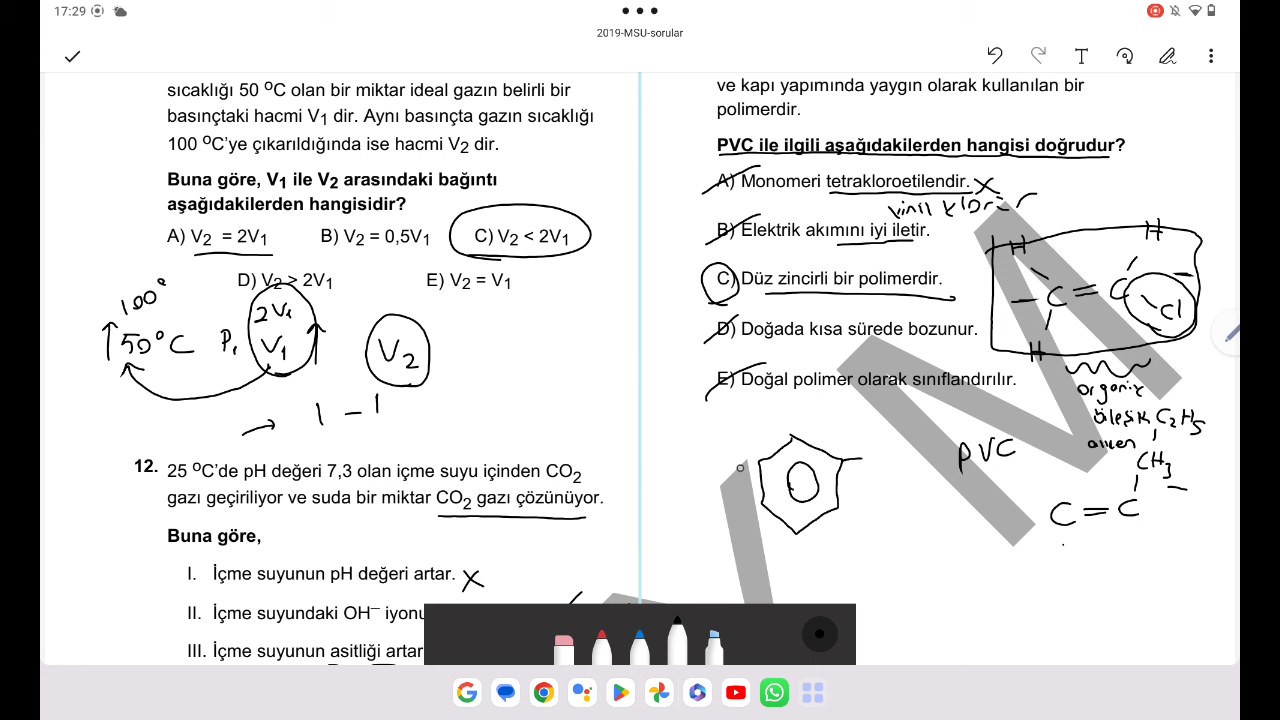 17:29
2019-MSU-sorular
sıcaklığı 50 ⁰C olan bir miktar ideal gazın belirli bir
basınçtaki hacmi V₁ dir. Aynı basınçta gazın sıcaklığı
100 ⁰C'ye çıkarıldığında ise hacmi V₂ dir.
Buna göre, V₁ ile V₂ arasındaki bağıntı
aşağıdakilerden hangisidir?
A) V₂ = 2V₁ B) V₂ = 0,5V₁ C) V₂ < 2V₁
D) V₂ > 2V₁ E) V₂ = V₁
100°
50°C P₁ 2V₁ V₁ V₂
→ 1 - 1
12. 25 ⁰C'de pH değeri 7,3 olan içme suyu içinden CO₂
gazı geçiriliyor ve suda bir miktar CO₂ gazı çözünüyor.
Buna göre,
I. İçme suyunun pH değeri artar. X
II. İçme suyundaki OH⁻ iyonu
III. İçme suyunun asitliği artar
ve kapı yapımında yaygın olarak kullanılan bir
polimerdir.
PVC ile ilgili aşağıdakilerden hangisi doğrudur?
A) Monomeri tetrakloroetilendir. X
vinil klorür
B) Elektrik akımını iyi iletir.
C) Düz zincirli bir polimerdir.
D) Doğada kısa sürede bozunur.
E) Doğal polimer olarak sınıflandırılır.
H H
C = C - Cl
H
organik
bileşik C₂H₅
PVC CH₃
C = C